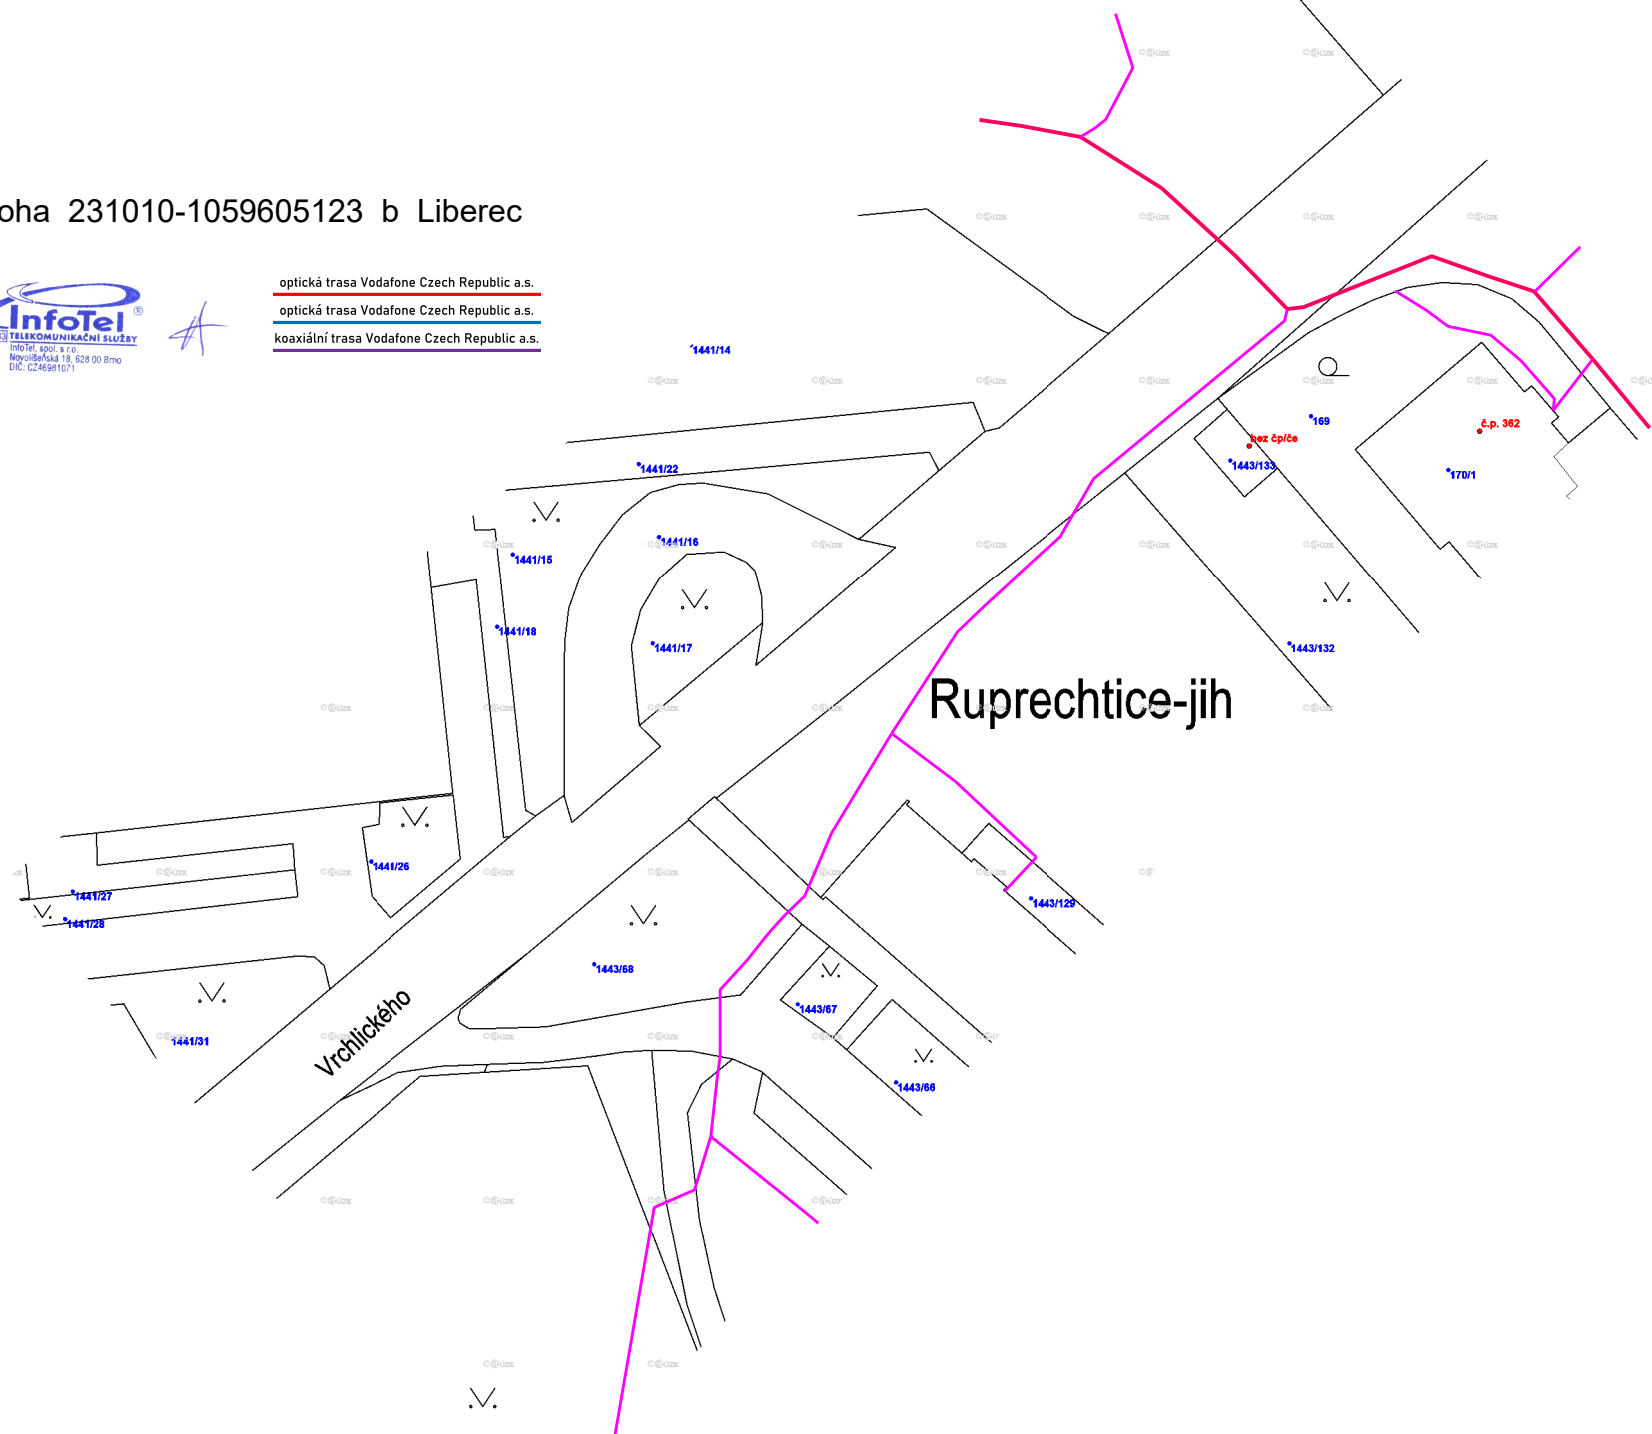 oha 231010-1059605123 b Liberec
InfoTel ®
TELEKOMUNIKAČNÍ SLUŽBY
InfoTel, spol. s r.o.
Novolíšeňská 18, 628 00 Brno
DIČ: CZ46981071
optická trasa Vodafone Czech Republic a.s.
optická trasa Vodafone Czech Republic a.s.
koaxiální trasa Vodafone Czech Republic a.s.
1441/14
169
č.p. 362
bez čp/če
1443/133
170/1
1441/22
1441/16
1441/15
1441/18
1441/17
1443/132
Ruprechtice-jih
1441/26
1441/27
1441/28
1443/129
1443/68
1443/67
1441/31
Vrchlického
1443/66